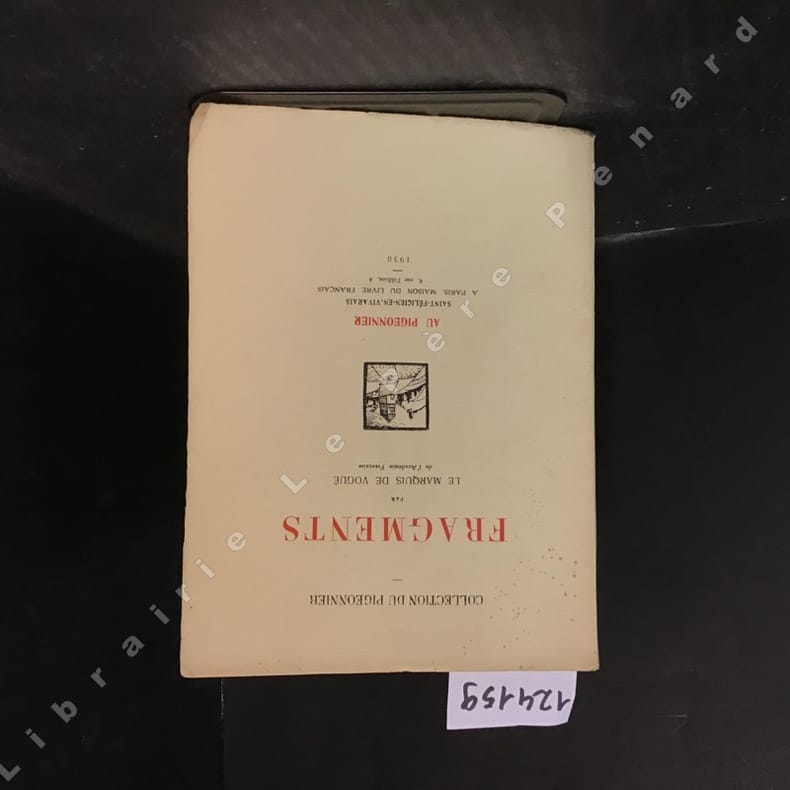 COLLECTION DU PIGEONNIER
FRAGMENTS
PAR
LE MARQUIS DE VOGUÉ
de l'Académie Française
AU PIGEONNIER
SAINT-FÉLICIEN-EN-VIVARAIS
A PARIS, MAISON DU LIVRE FRANÇAIS
4, rue Félibien, 4
1930
124159
Librairie Le Père Pénard